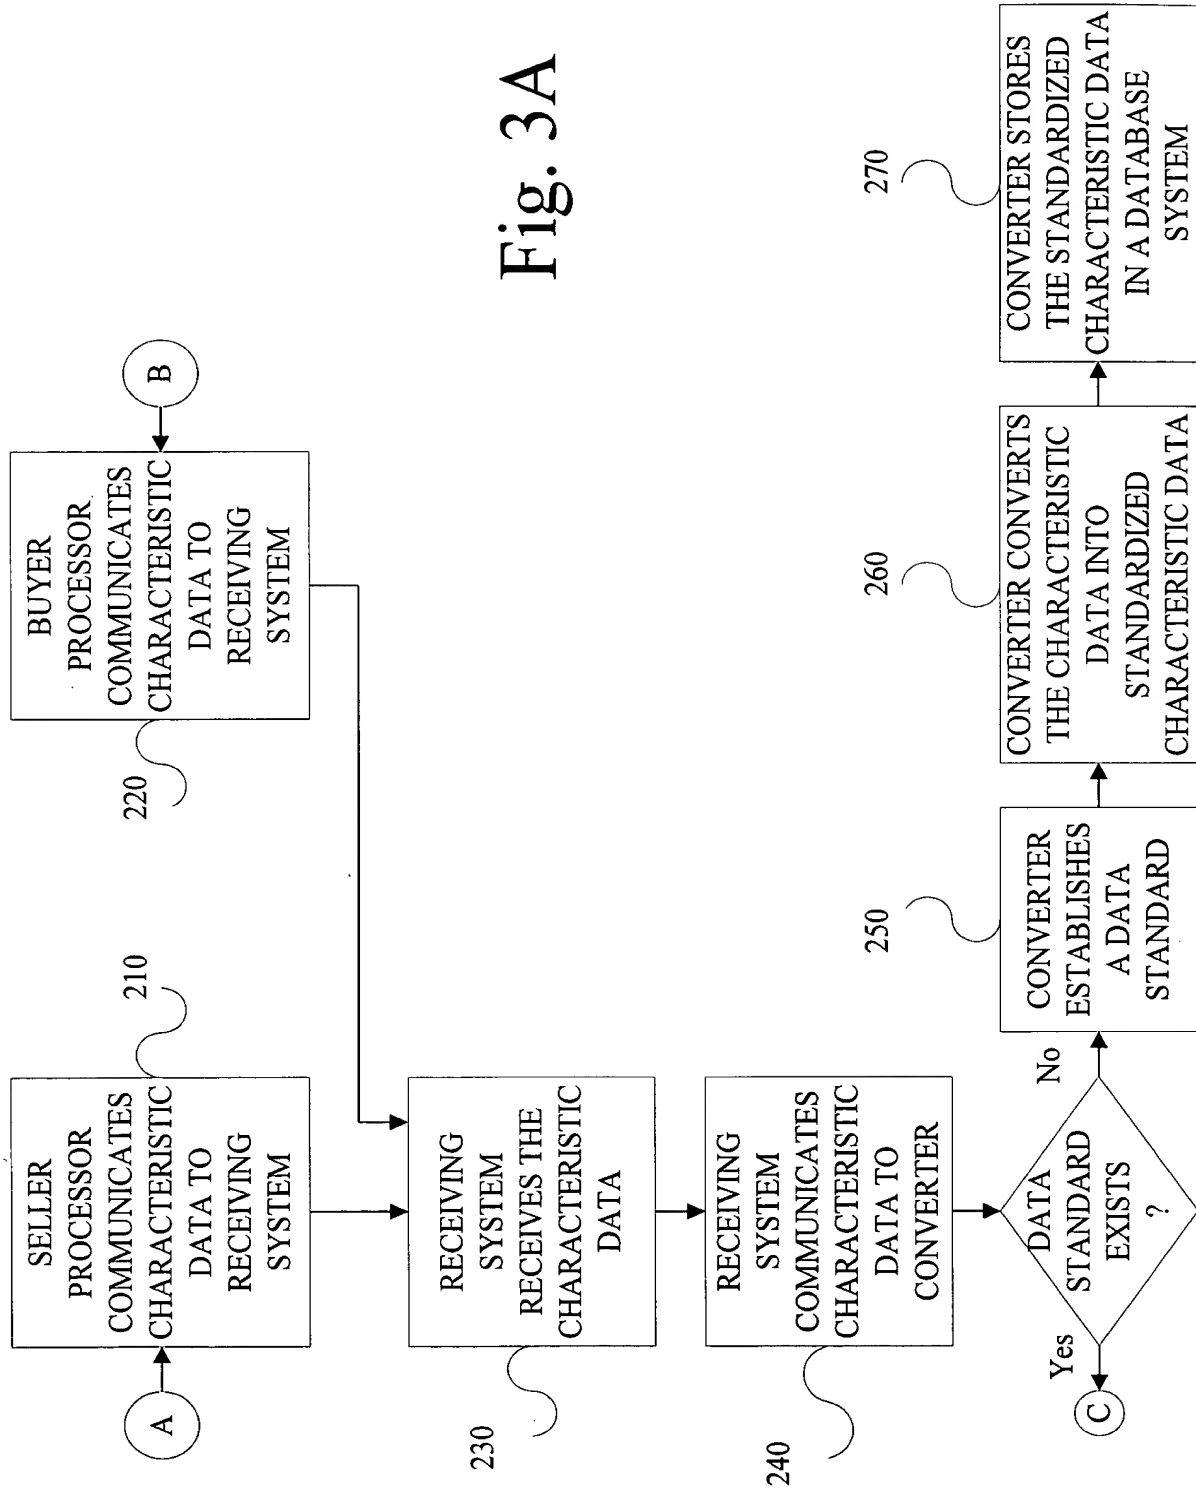 A
SELLER
PROCESSOR
COMMUNICATES
CHARACTERISTIC
DATA TO
RECEIVING
SYSTEM
210
BUYER
PROCESSOR
COMMUNICATES
CHARACTERISTIC
DATA TO
RECEIVING
SYSTEM
220
B
RECEIVING
SYSTEM
RECEIVES THE
CHARACTERISTIC
DATA
230
RECEIVING
SYSTEM
COMMUNICATES
CHARACTERISTIC
DATA TO
CONVERTER
240
DATA
STANDARD
EXISTS
?
Yes
C
No
CONVERTER
ESTABLISHES
A DATA
STANDARD
250
CONVERTER CONVERTS
THE CHARACTERISTIC
DATA INTO
STANDARDIZED
CHARACTERISTIC DATA
260
CONVERTER STORES
THE STANDARDIZED
CHARACTERISTIC DATA
IN A DATABASE
SYSTEM
270
Fig. 3A